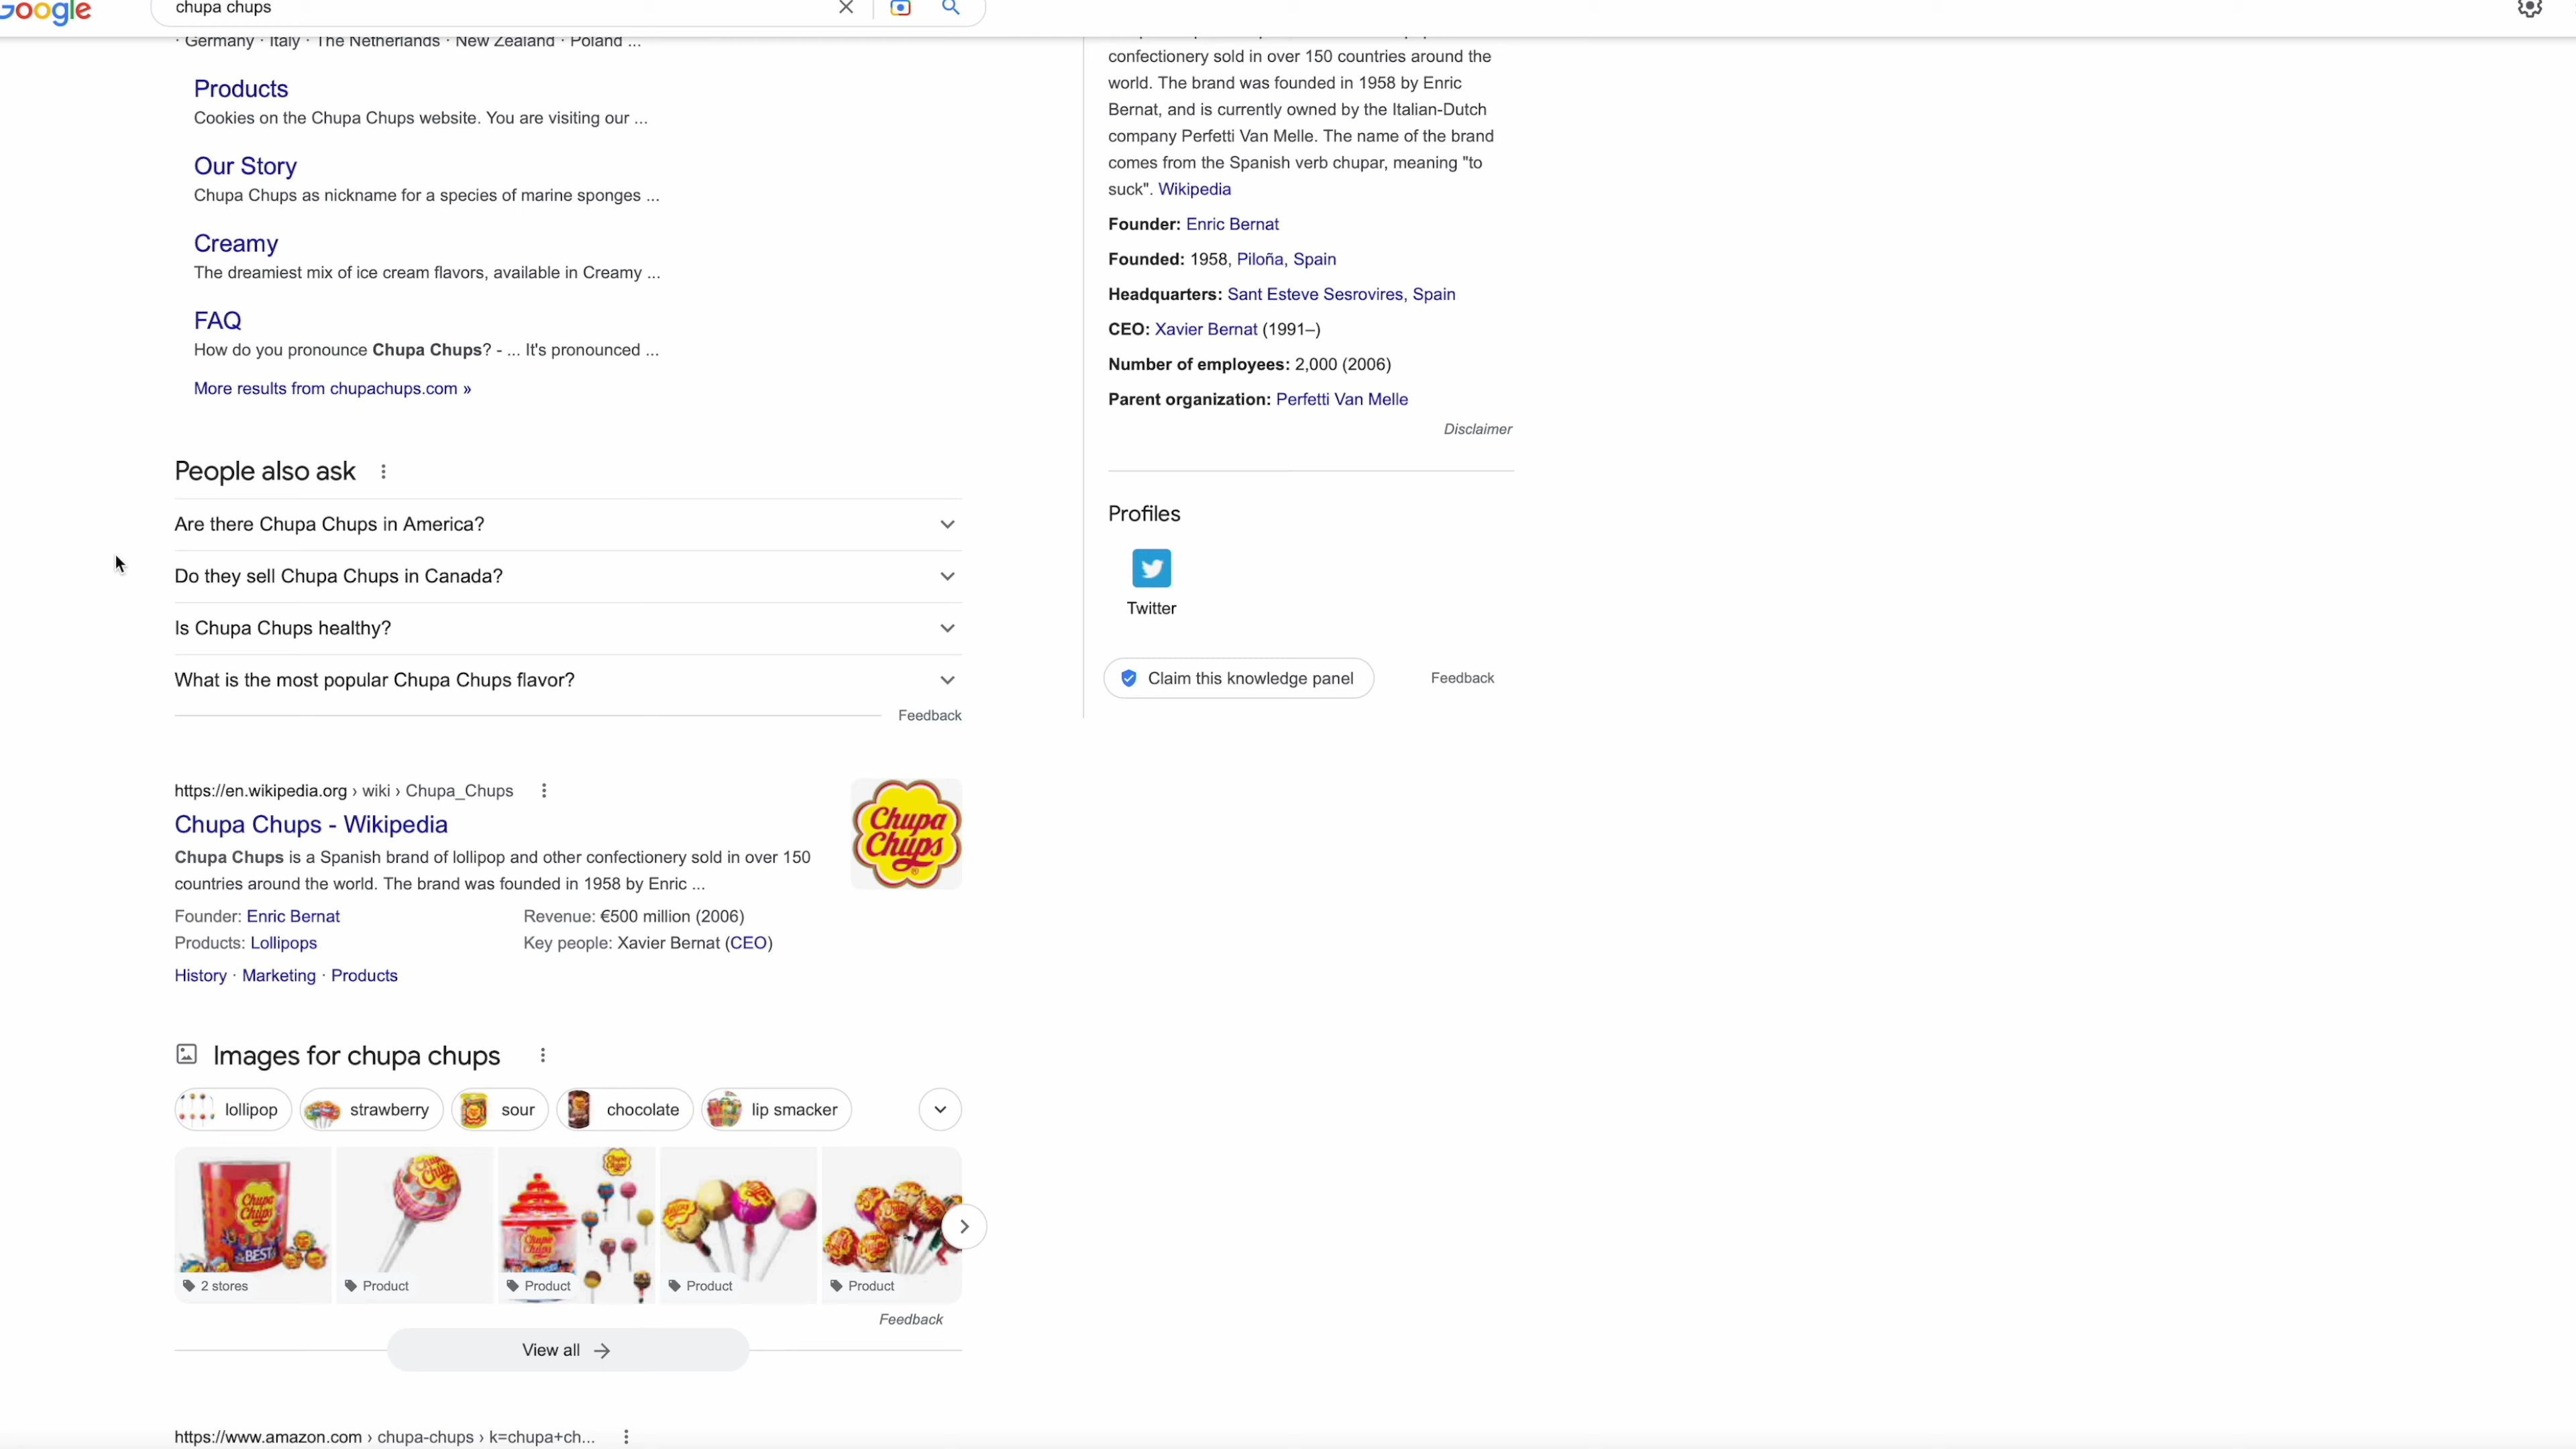 Google
chupa chups
· Germany · Italy · The Netherlands · New Zealand · Poland ...
Products
Cookies on the Chupa Chups website. You are visiting our ...
Our Story
Chupa Chups as nickname for a species of marine sponges ...
Creamy
The dreamiest mix of ice cream flavors, available in Creamy ...
FAQ
How do you pronounce Chupa Chups? - ... It's pronounced ...
More results from chupachups.com »
People also ask
Are there Chupa Chups in America?
Do they sell Chupa Chups in Canada?
Is Chupa Chups healthy?
What is the most popular Chupa Chups flavor?
Feedback
https://en.wikipedia.org › wiki › Chupa_Chups
Chupa Chups - Wikipedia
Chupa Chups is a Spanish brand of lollipop and other confectionery sold in over 150
countries around the world. The brand was founded in 1958 by Enric ...
Founder: Enric Bernat
Revenue: €500 million (2006)
Products: Lollipops
Key people: Xavier Bernat (CEO)
History · Marketing · Products
Chupa
Chups
Images for chupa chups
lollipop
strawberry
sour
chocolate
lip smacker
Chupa
Chups
BEST
2 stores
Product
Product
Product
Product
Feedback
View all
https://www.amazon.com › chupa-chups › k=chupa+ch...
confectionery sold in over 150 countries around the
world. The brand was founded in 1958 by Enric
Bernat, and is currently owned by the Italian-Dutch
company Perfetti Van Melle. The name of the brand
comes from the Spanish verb chupar, meaning "to
suck". Wikipedia
Founder: Enric Bernat
Founded: 1958, Piloña, Spain
Headquarters: Sant Esteve Sesrovires, Spain
CEO: Xavier Bernat (1991–)
Number of employees: 2,000 (2006)
Parent organization: Perfetti Van Melle
Disclaimer
Profiles
Twitter
Claim this knowledge panel
Feedback